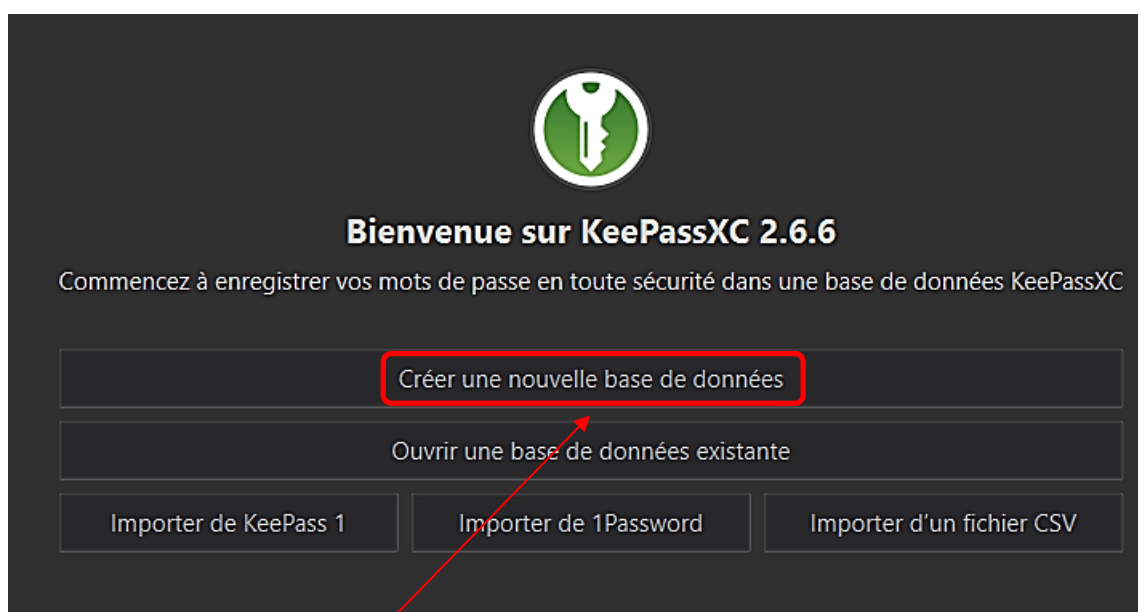 Bienvenue sur KeePassXC 2.6.6
Commencez à enregistrer vos mots de passe en toute sécurité dans une base de données KeePassXC
Créer une nouvelle base de données
Ouvrir une base de données existante
Importer de KeePass 1
Importer de 1Password
Importer d’un fichier CSV